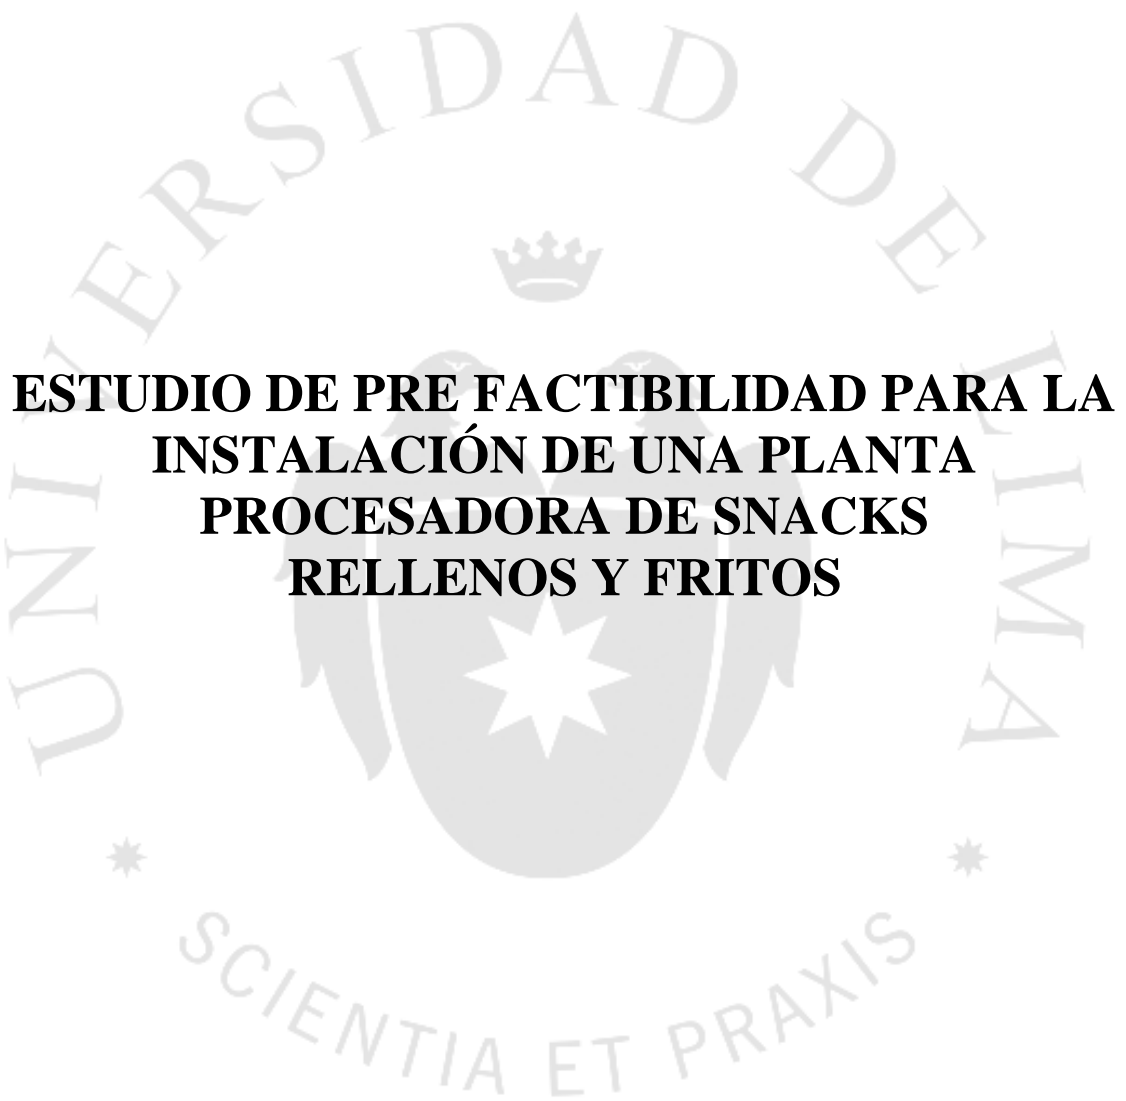 UNIVERSIDAD DE LIMA
ESTUDIO DE PRE FACTIBILIDAD PARA LA
INSTALACIÓN DE UNA PLANTA
PROCESADORA DE SNACKS
RELLENOS Y FRITOS
SCIENTIA ET PRAXIS